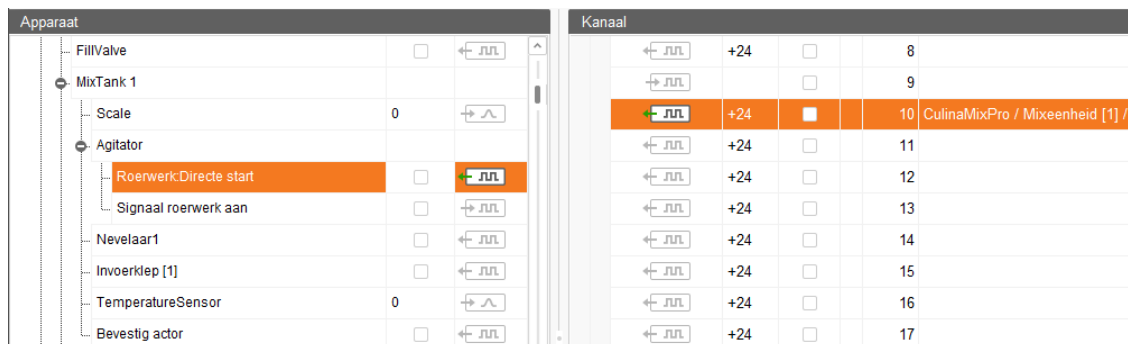 Apparaat
FillValve
MixTank 1
Scale 0
Agitator
Roerwerk:Directe start
Signaal roerwerk aan
Nevelaar1
Invoerklep [1]
TemperatureSensor 0
Bevestig actor
Kanaal
+24 8
9
+24 10 CulinaMixPro / Mixeenheid [1] /
+24 11
+24 12
+24 13
+24 14
+24 15
+24 16
+24 17